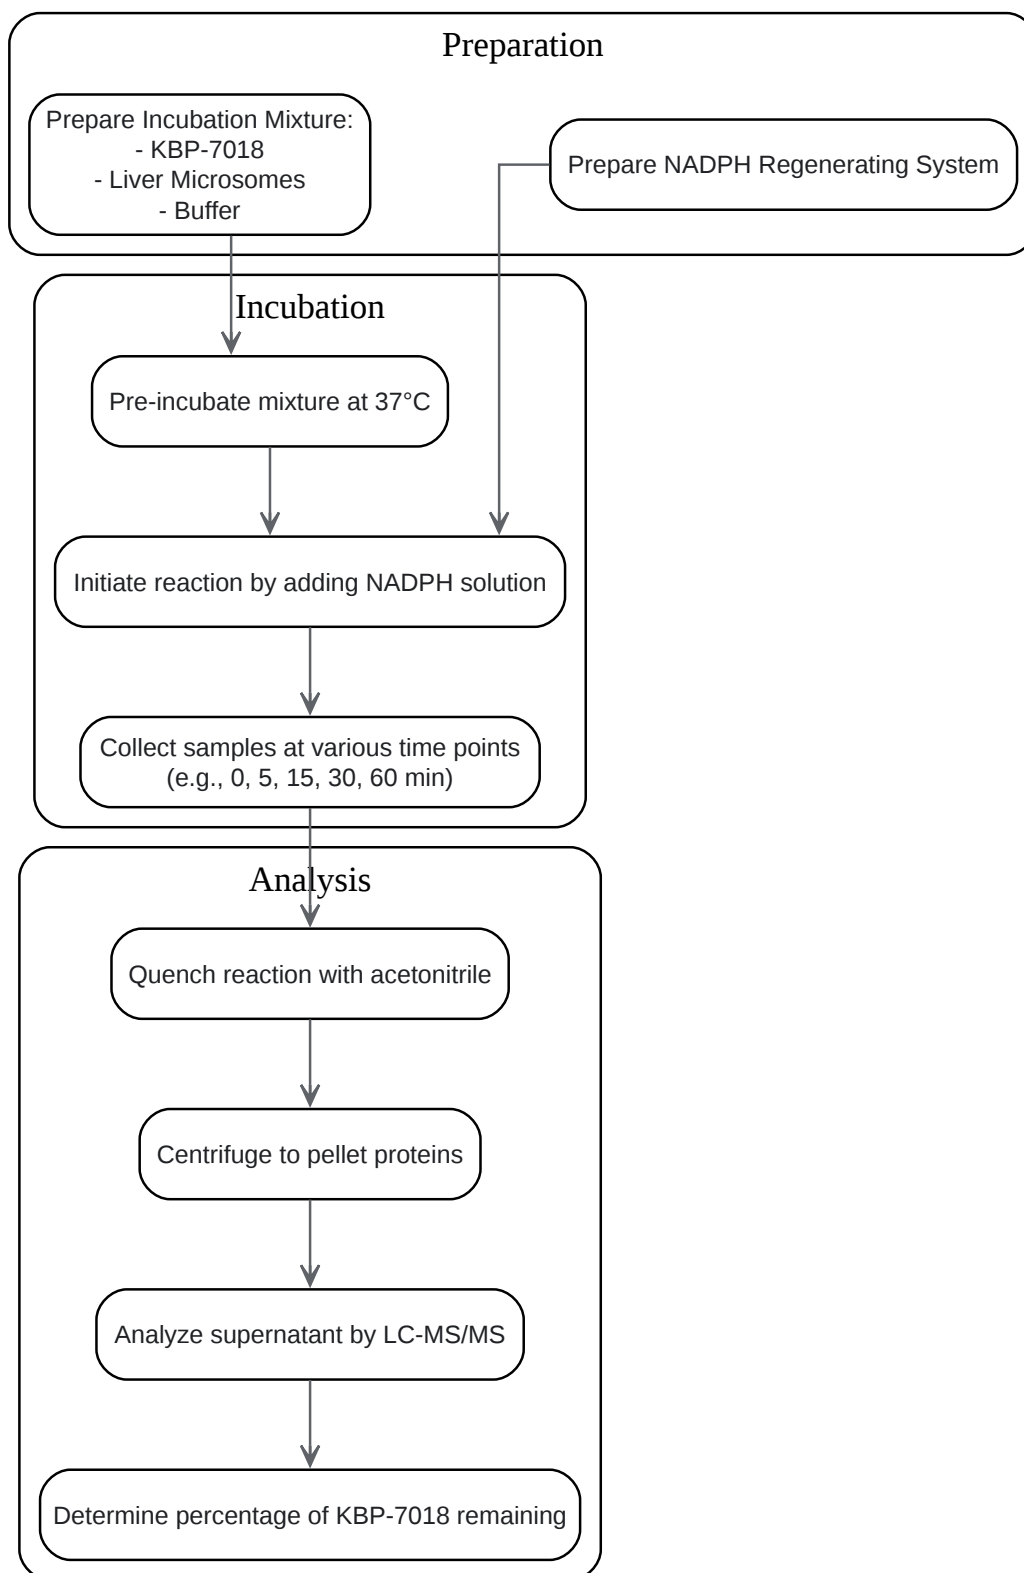 Preparation
Prepare Incubation Mixture:
- KBP-7018
- Liver Microsomes
- Buffer
Prepare NADPH Regenerating System
Incubation
Pre-incubate mixture at 37°C
Initiate reaction by adding NADPH solution
Collect samples at various time points
(e.g., 0, 5, 15, 30, 60 min)
Analysis
Quench reaction with acetonitrile
Centrifuge to pellet proteins
Analyze supernatant by LC-MS/MS
Determine percentage of KBP-7018 remaining